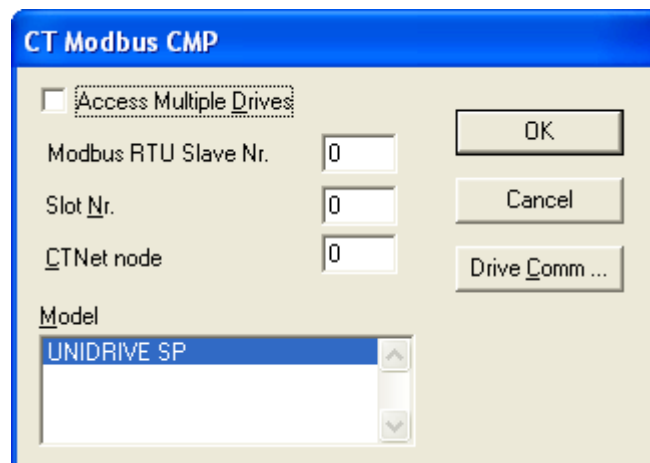 CT Modbus CMP
Access Multiple Drives
Modbus RTU Slave Nr. 0
OK
Slot Nr. 0
Cancel
CTNet node 0
Drive Comm ...
Model
UNIDRIVE SP